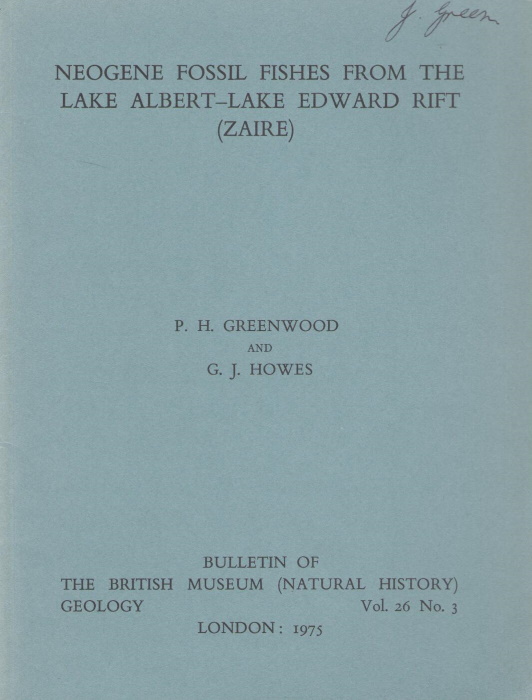 J. Green
NEOGENE FOSSIL FISHES FROM THE
LAKE ALBERT–LAKE EDWARD RIFT
(ZAIRE)
P. H. GREENWOOD
AND
G. J. HOWES
BULLETIN OF
THE BRITISH MUSEUM (NATURAL HISTORY)
GEOLOGY Vol. 26 No. 3
LONDON: 1975